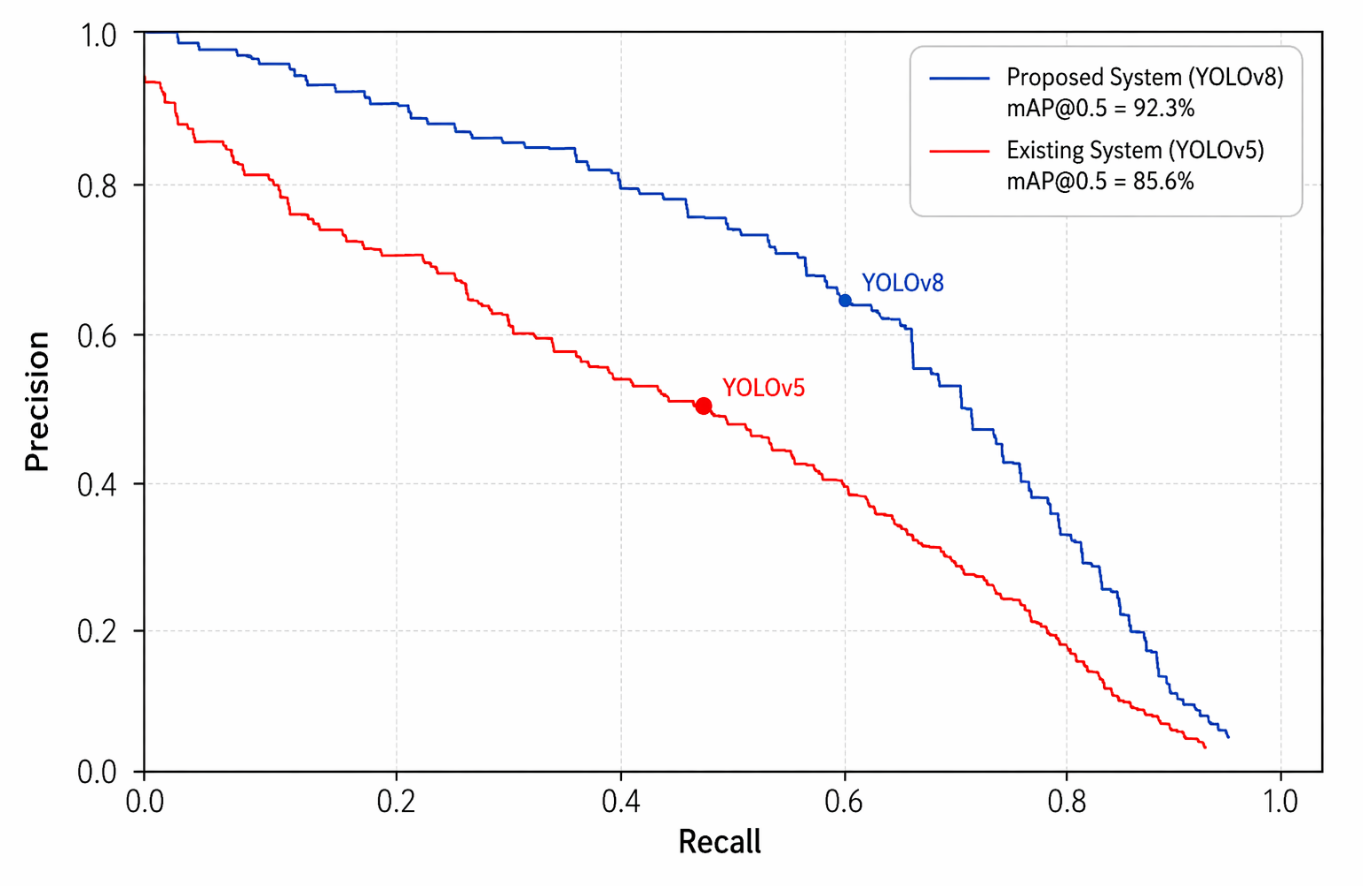 1.0
0.8
0.6
0.4
0.2
0.0
Precision
Proposed System (YOLOv8)
mAP@0.5 = 92.3%
Existing System (YOLOv5)
mAP@0.5 = 85.6%
YOLOv8
YOLOv5
0.0 0.2 0.4 0.6 0.8 1.0
Recall